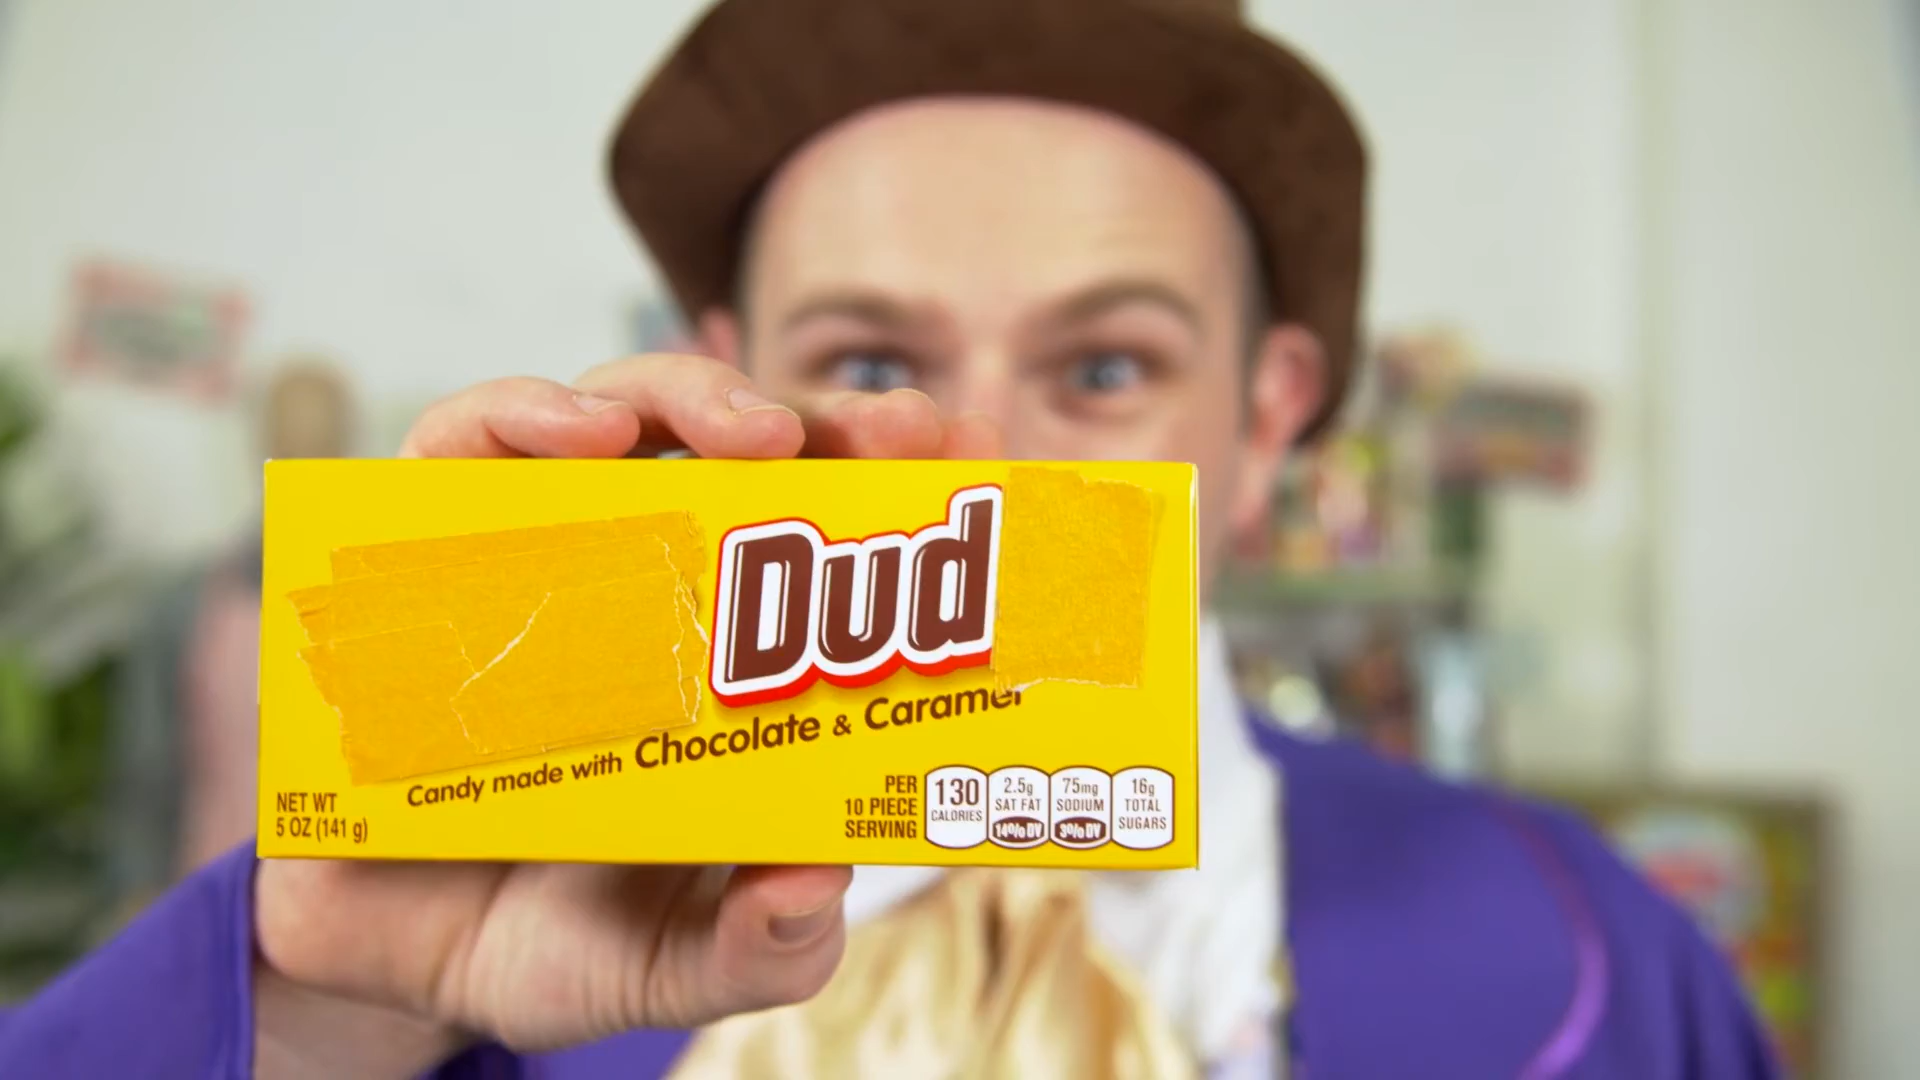 Dud
Candy made with Chocolate & Caramel
NET WT
5 OZ (141 g)
PER
10 PIECE
SERVING
130
CALORIES
2.5g
SAT FAT
14% DV
75mg
SODIUM
3% DV
16g
TOTAL
SUGARS